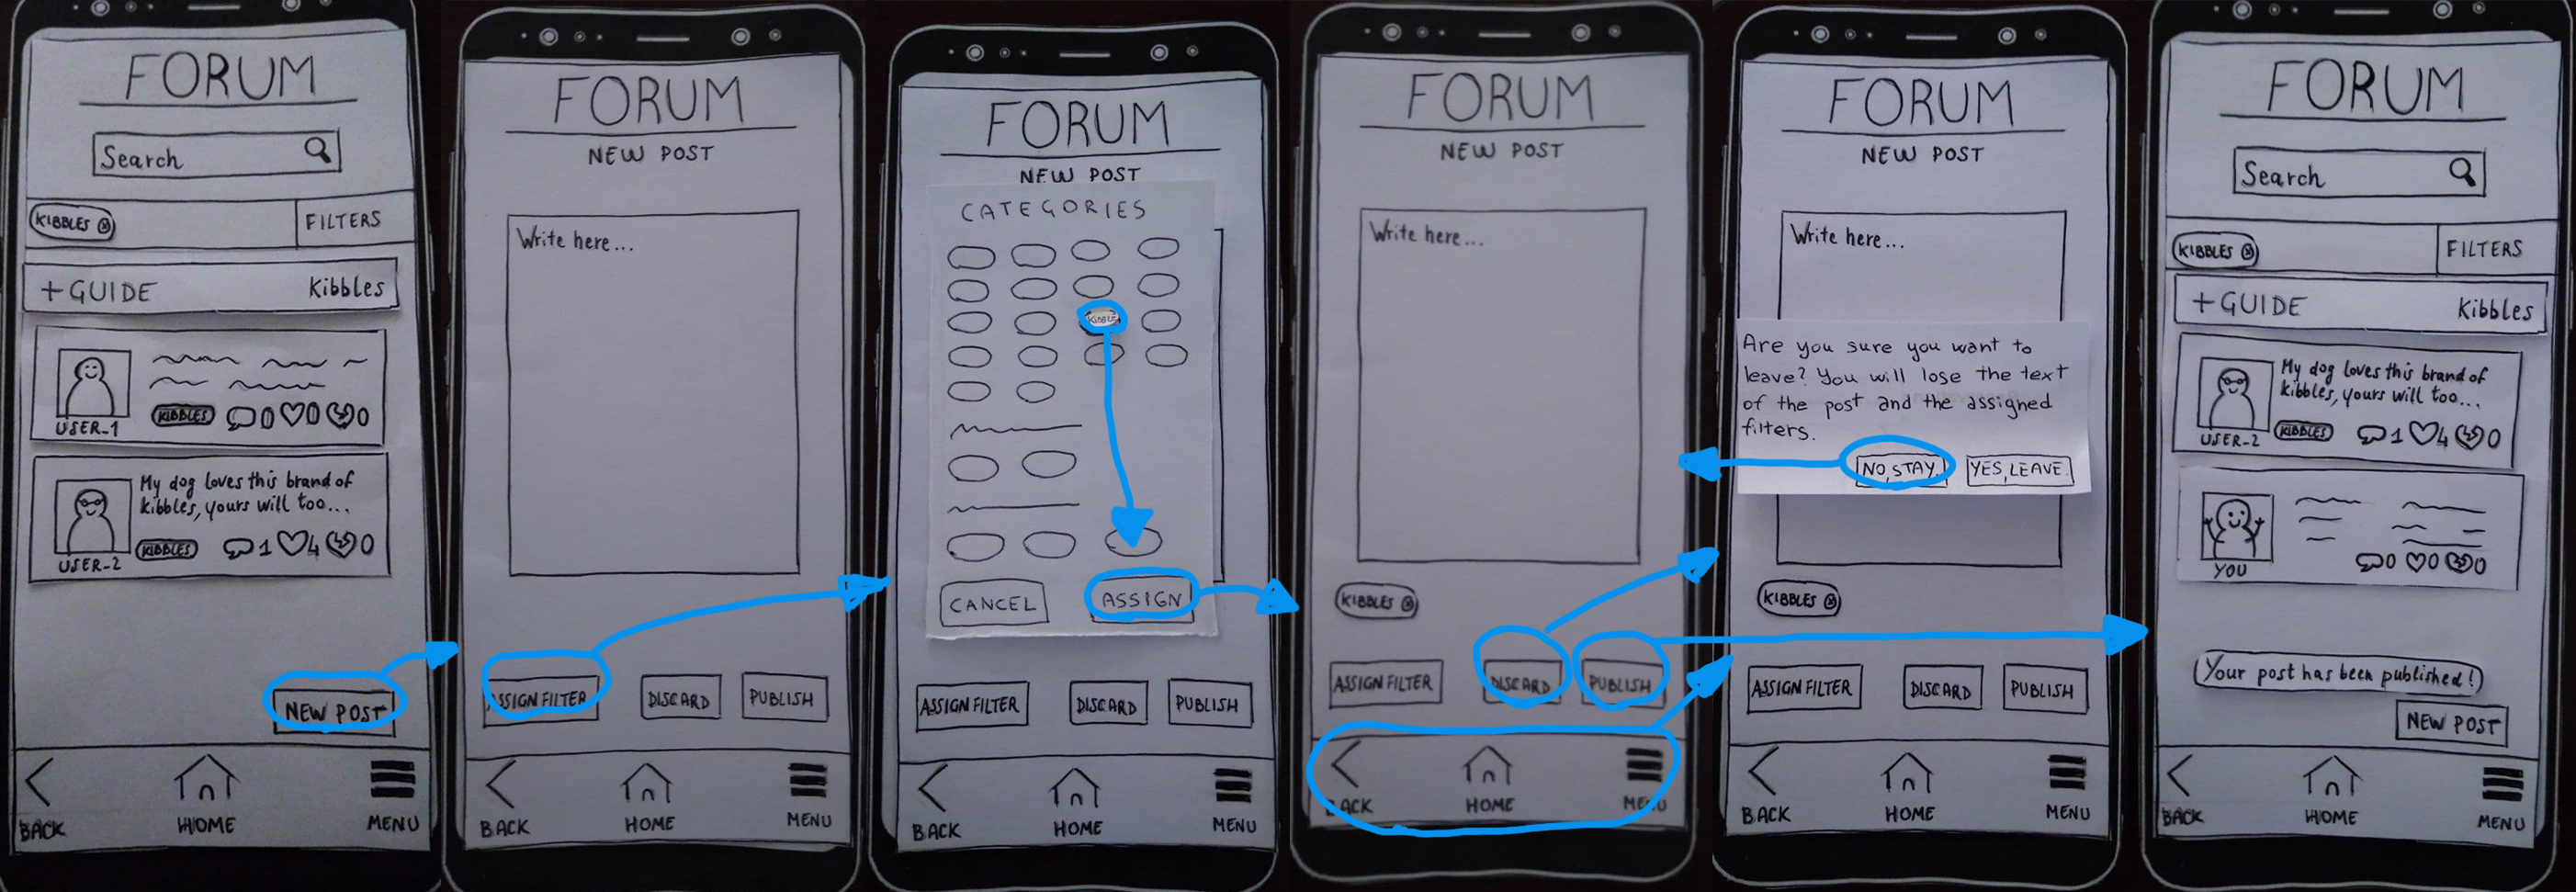 FORUM
Search
KIBBLES ⊗
FILTERS
+GUIDE
Kibbles
USER_1
KIBBLES
0
0
0
My dog loves this brand of
kibbles, yours will too...
USER_2
KIBBLES
1
4
0
NEW POST
BACK
HOME
MENU
FORUM
NEW POST
Write here...
ASSIGN FILTER
DISCARD
PUBLISH
BACK
HOME
MENU
FORUM
NEW POST
CATEGORIES
KIBBLE
CANCEL
ASSIGN
ASSIGN FILTER
DISCARD
PUBLISH
BACK
HOME
MENU
FORUM
NEW POST
Write here...
KIBBLES ⊗
ASSIGN FILTER
DISCARD
PUBLISH
BACK
HOME
MENU
FORUM
NEW POST
Write here...
Are you sure you want to
leave? You will lose the text
of the post and the assigned
filters.
NO, STAY.
YES, LEAVE.
KIBBLES ⊗
ASSIGN FILTER
DISCARD
PUBLISH
BACK
HOME
MENU
FORUM
Search
KIBBLES ⊗
FILTERS
+GUIDE
Kibbles
My dog loves this brand of
kibbles, yours will too...
USER_2
KIBBLES
1
4
0
YOU
0
0
0
Your post has been published!
NEW POST
BACK
HOME
MENU